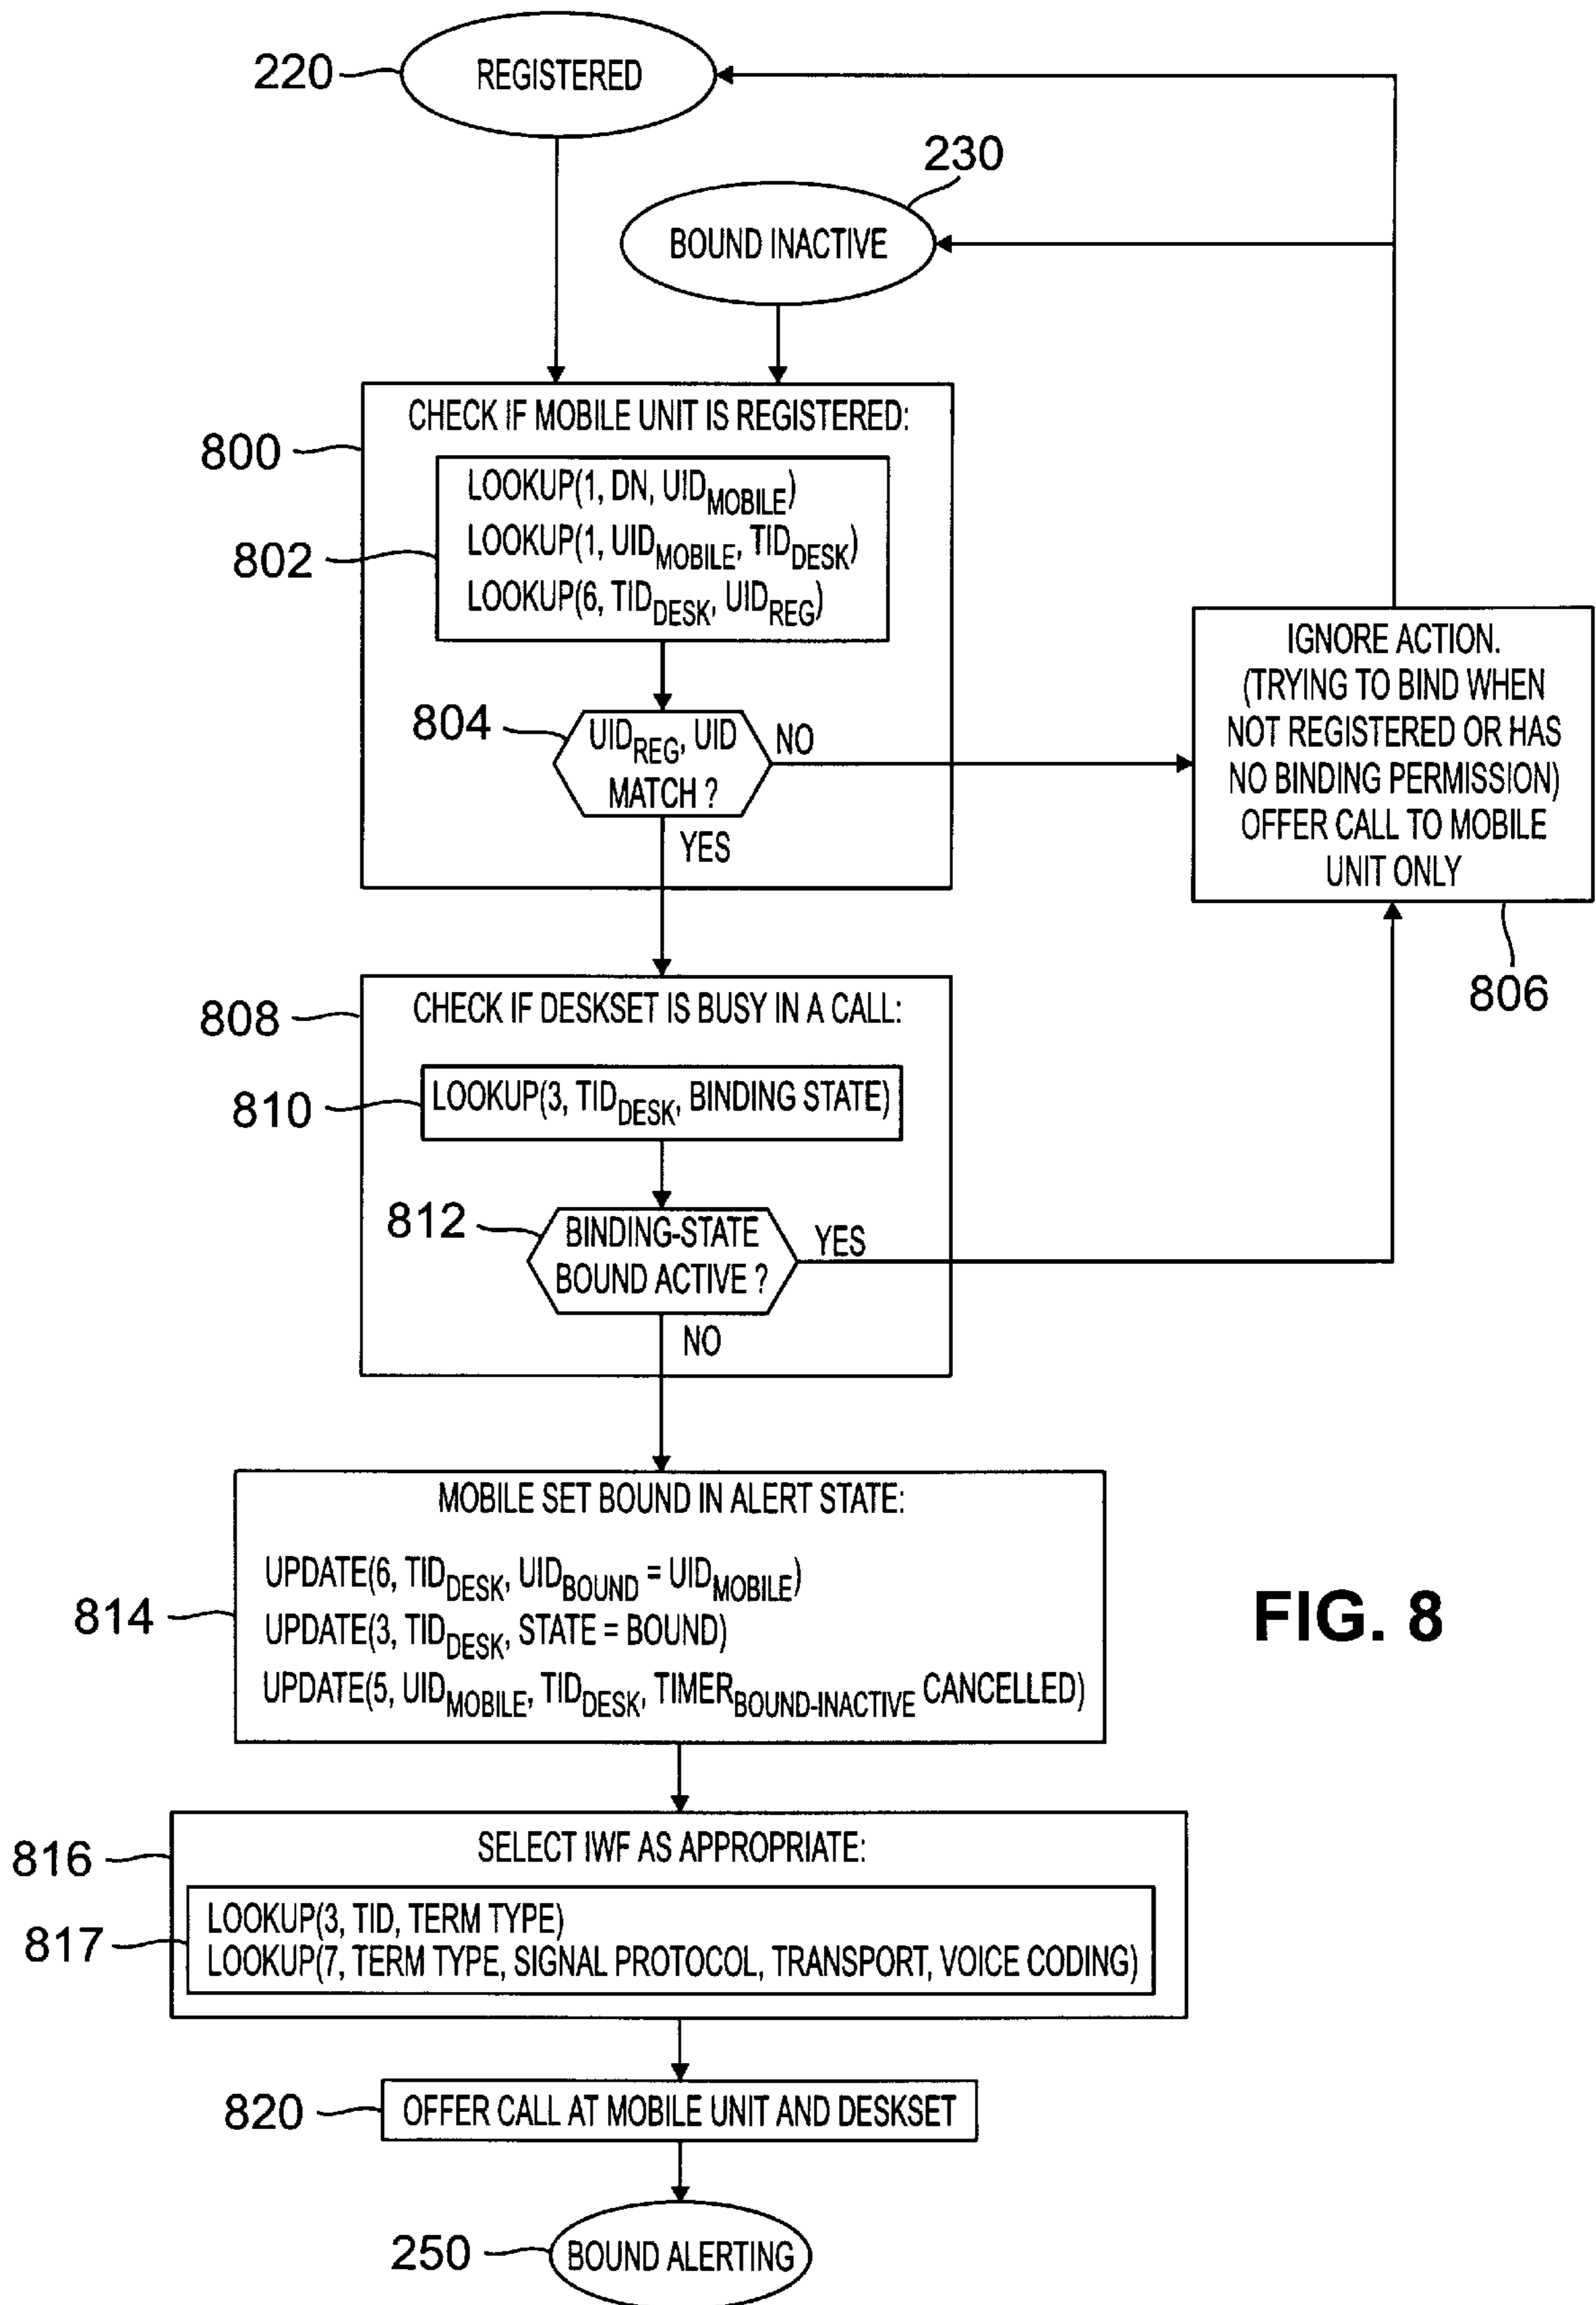 220
REGISTERED
230
BOUND INACTIVE
800
CHECK IF MOBILE UNIT IS REGISTERED:
802
LOOKUP(1, DN, UIDMOBILE)
LOOKUP(1, UIDMOBILE, TIDDESK)
LOOKUP(6, TIDDESK, UIDREG)
804
UIDREG, UID
MATCH ?
NO
YES
IGNORE ACTION.
(TRYING TO BIND WHEN
NOT REGISTERED OR HAS
NO BINDING PERMISSION)
OFFER CALL TO MOBILE
UNIT ONLY
806
808
CHECK IF DESKSET IS BUSY IN A CALL:
810
LOOKUP(3, TIDDESK, BINDING STATE)
812
BINDING-STATE
BOUND ACTIVE ?
YES
NO
814
MOBILE SET BOUND IN ALERT STATE:
UPDATE(6, TIDDESK, UIDBOUND = UIDMOBILE)
UPDATE(3, TIDDESK, STATE = BOUND)
UPDATE(5, UIDMOBILE, TIDDESK, TIMERBOUND-INACTIVE CANCELLED)
FIG. 8
816
SELECT IWF AS APPROPRIATE:
817
LOOKUP(3, TID, TERM TYPE)
LOOKUP(7, TERM TYPE, SIGNAL PROTOCOL, TRANSPORT, VOICE CODING)
820
OFFER CALL AT MOBILE UNIT AND DESKSET
250
BOUND ALERTING